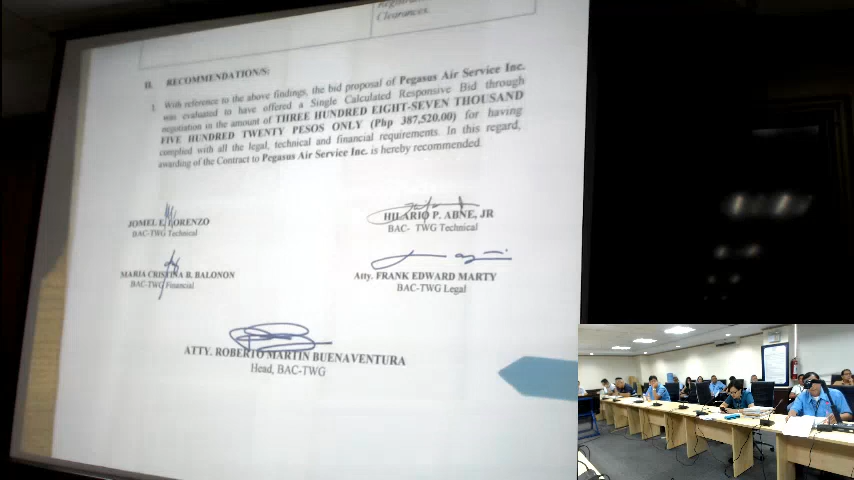 Clearances.
II. RECOMMENDATION/S:
1. With reference to the above findings, the bid proposal of Pegasus Air Service Inc.
was evaluated to have offered a Single Calculated Responsive Bid through
negotiation in the amount of THREE HUNDRED EIGHT-SEVEN THOUSAND
FIVE HUNDRED TWENTY PESOS ONLY (Php 387,520.00) for having
complied with all the legal, technical and financial requirements. In this regard,
awarding of the Contract to Pegasus Air Service Inc. is hereby recommended.
JOMEL E. LORENZO
BAC-TWG Technical
HILARIO P. ABNE, JR
BAC- TWG Technical
MARIA CRISTINA R. BALONON
BAC-TWG Financial
Atty. FRANK EDWARD MARTY
BAC-TWG Legal
ATTY. ROBERTO MARTIN BUENAVENTURA
Head, BAC-TWG